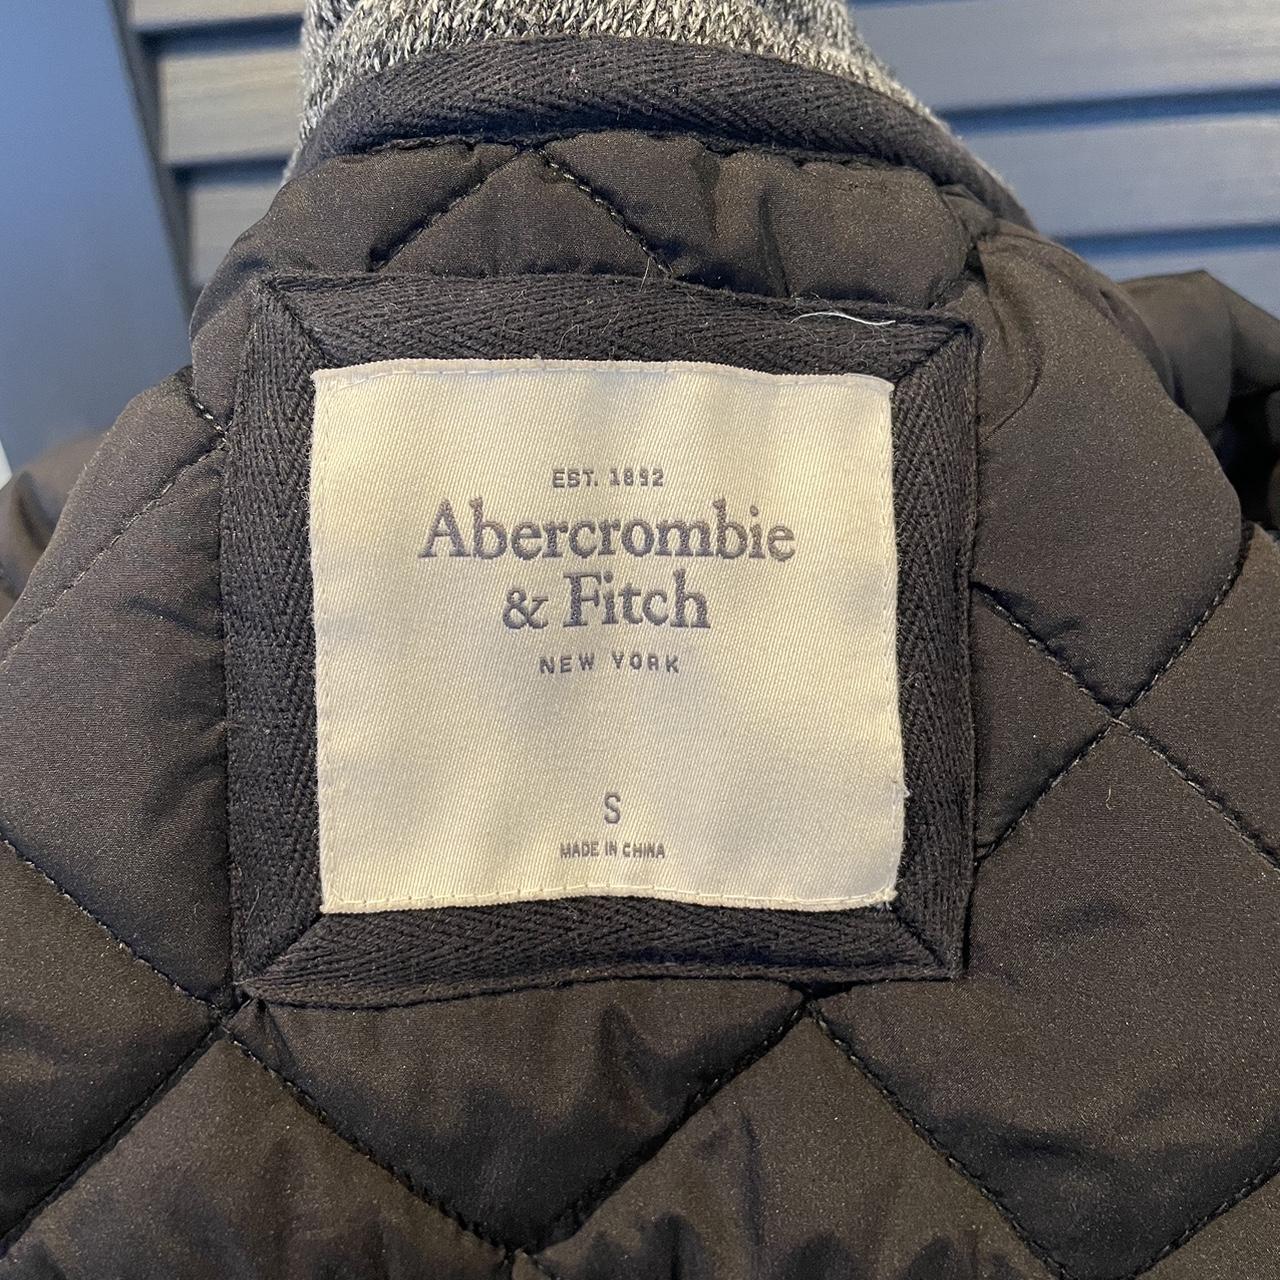 EST. 1892
Abercrombie
& Fitch
NEW YORK
S
MADE IN CHINA